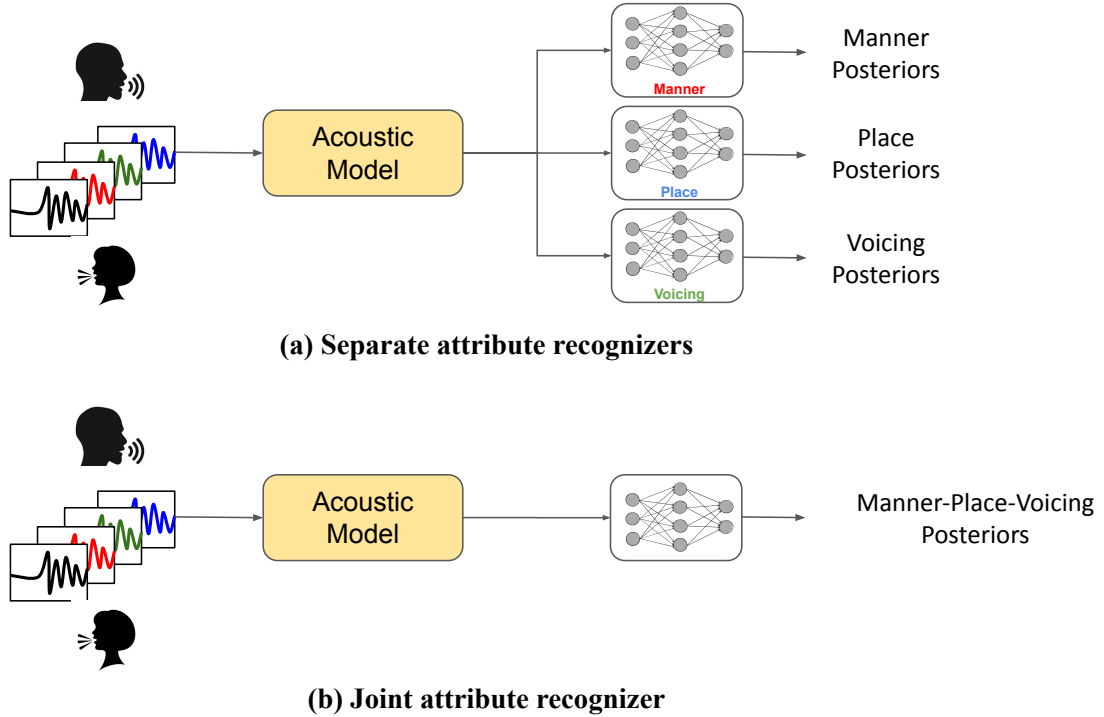 Manner
Posteriors
Manner
Acoustic
Model
Place
Posteriors
Place
Voicing
Posteriors
Voicing
(a) Separate attribute recognizers
Acoustic
Model
Manner-Place-Voicing
Posteriors
(b) Joint attribute recognizer